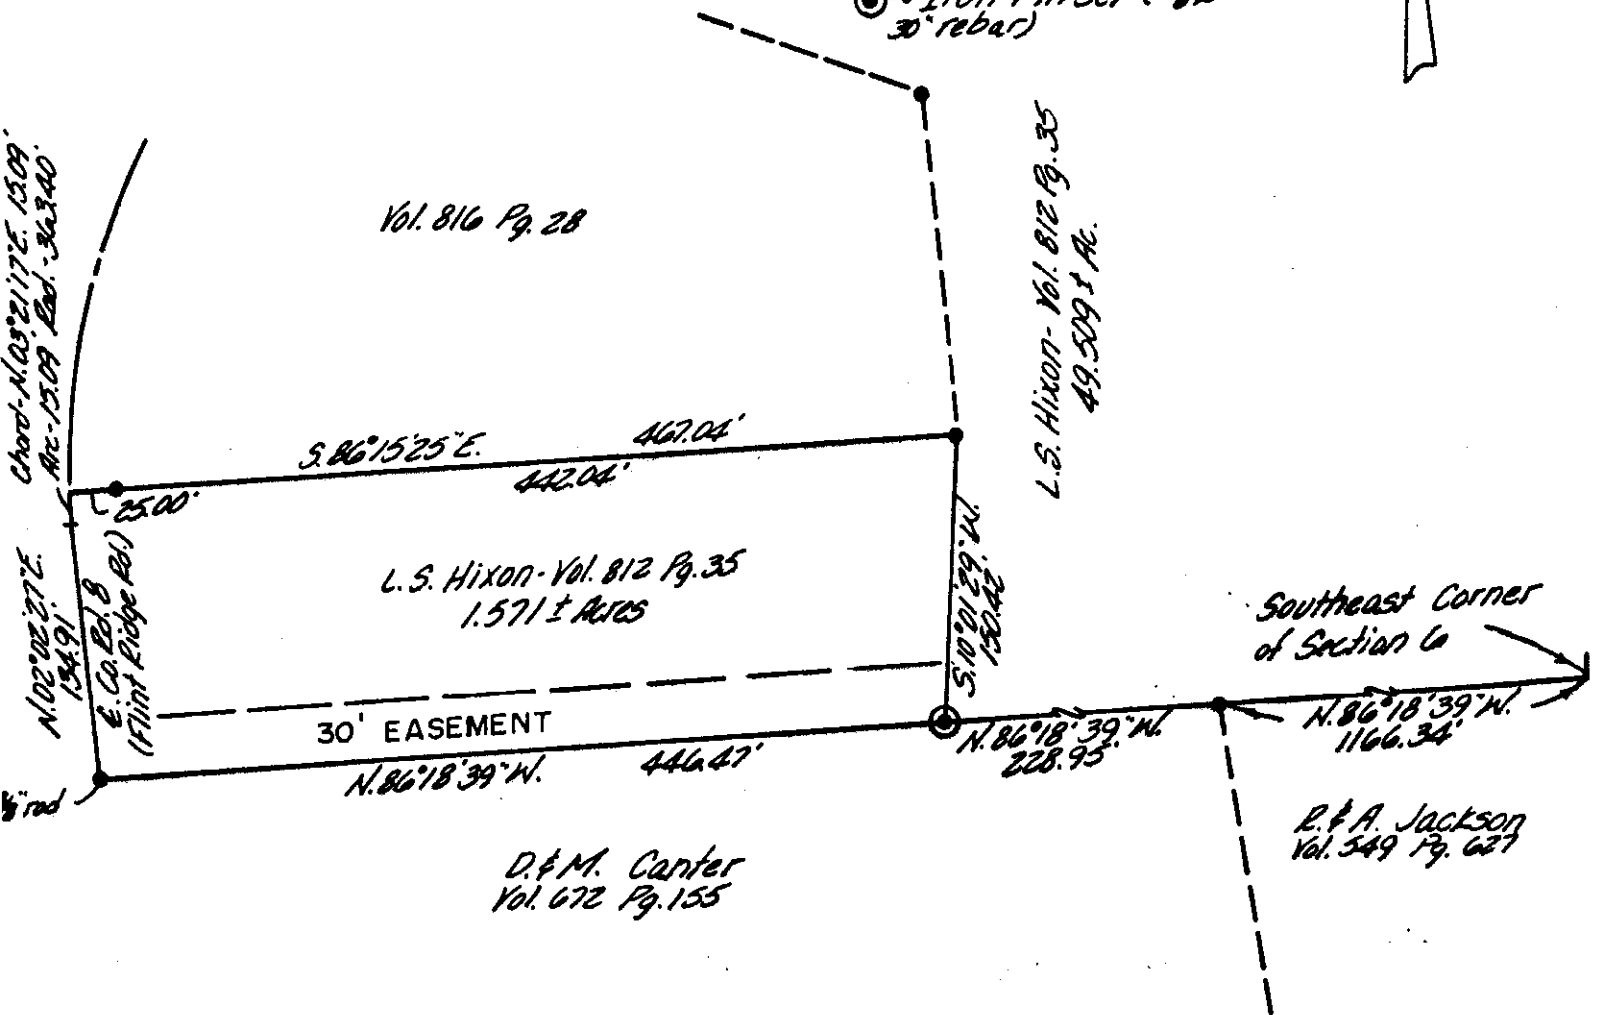 30" rebar)
Chord-N.03°21'17"E. 15.09'
Arc-15.09 Rad.-363.40'
Vol. 816 Pg. 28
L.S. Hixon- Vol. 812 Pg. 35
49.509 ± Ac.
S.86°15'25"E. 467.04'
442.04'
25.00'
N.02°02'27"E.
134.91'
Co. Rd. 8
(Flint Ridge Rd.)
L.S. Hixon- Vol. 812 Pg. 35
1.571 ± Acres
S.10°01'29"W.
150.42'
Southeast Corner
of Section 6
30' EASEMENT
N.86°18'39"W. 446.47'
N.86°18'39"W.
228.95'
N.86°18'39"W.
1166.34'
rod
D.&M. Canter
Vol. 672 Pg. 155
R.&A. Jackson
Vol. 549 Pg. 627